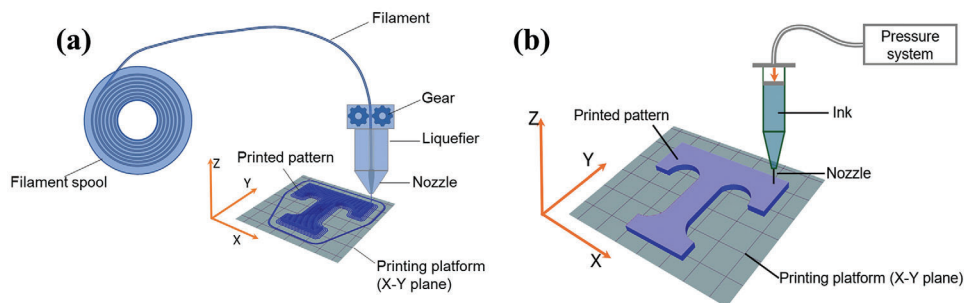 (a)
Filament
Gear
Liquefier
Nozzle
Filament spool
Printed pattern
Z
Y
X
Printing platform
(X-Y plane)
(b)
Pressure
system
Ink
Printed pattern
Z
Y
X
Nozzle
Printing platform (X-Y plane)